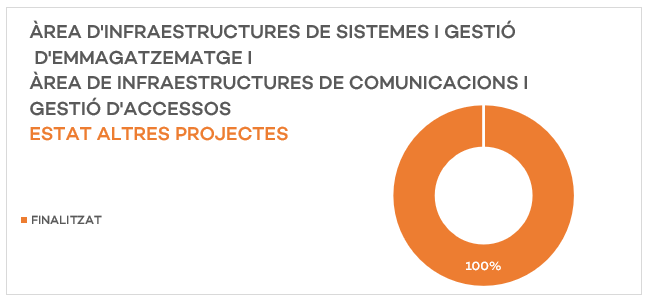 ÀREA D'INFRAESTRUCTURES DE SISTEMES I GESTIÓ
D'EMMAGATZEMATGE I
ÀREA DE INFRAESTRUCTURES DE COMUNICACIONS I
GESTIÓ D'ACCESSOS
ESTAT ALTRES PROJECTES
FINALITZAT
100%